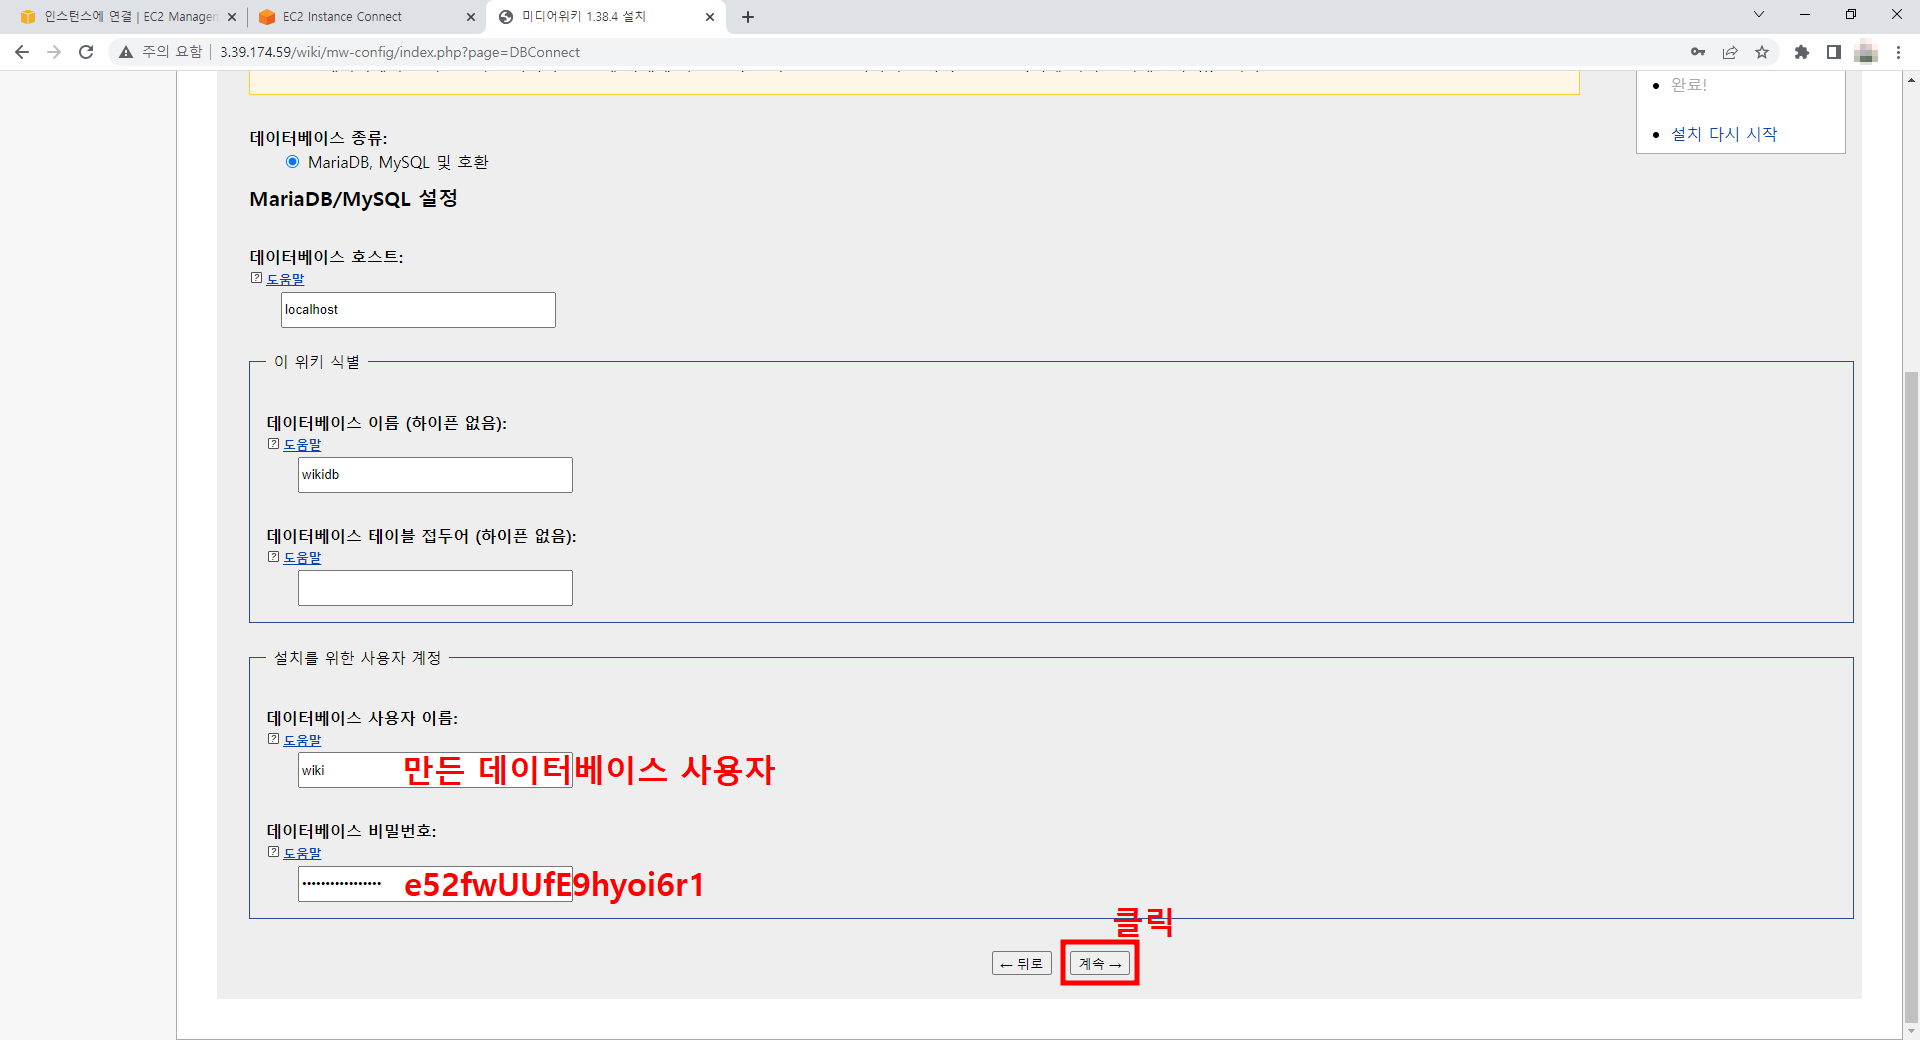 인스턴스에 연결 | EC2 Manager
EC2 Instance Connect
미디어위키 1.38.4 설치
주의 요함
3.39.174.59/wiki/mw-config/index.php?page=DBConnect
완료!
설치 다시 시작
데이터베이스 종류:
MariaDB, MySQL 및 호환
MariaDB/MySQL 설정
데이터베이스 호스트:
도움말
localhost
이 위키 식별
데이터베이스 이름 (하이픈 없음):
도움말
wikidb
데이터베이스 테이블 접두어 (하이픈 없음):
도움말
설치를 위한 사용자 계정
데이터베이스 사용자 이름:
도움말
wiki 만든 데이터베이스 사용자
데이터베이스 비밀번호:
도움말
••••••••••••••••• e52fwUUfE9hyoi6r1
클릭
← 뒤로 계속 →